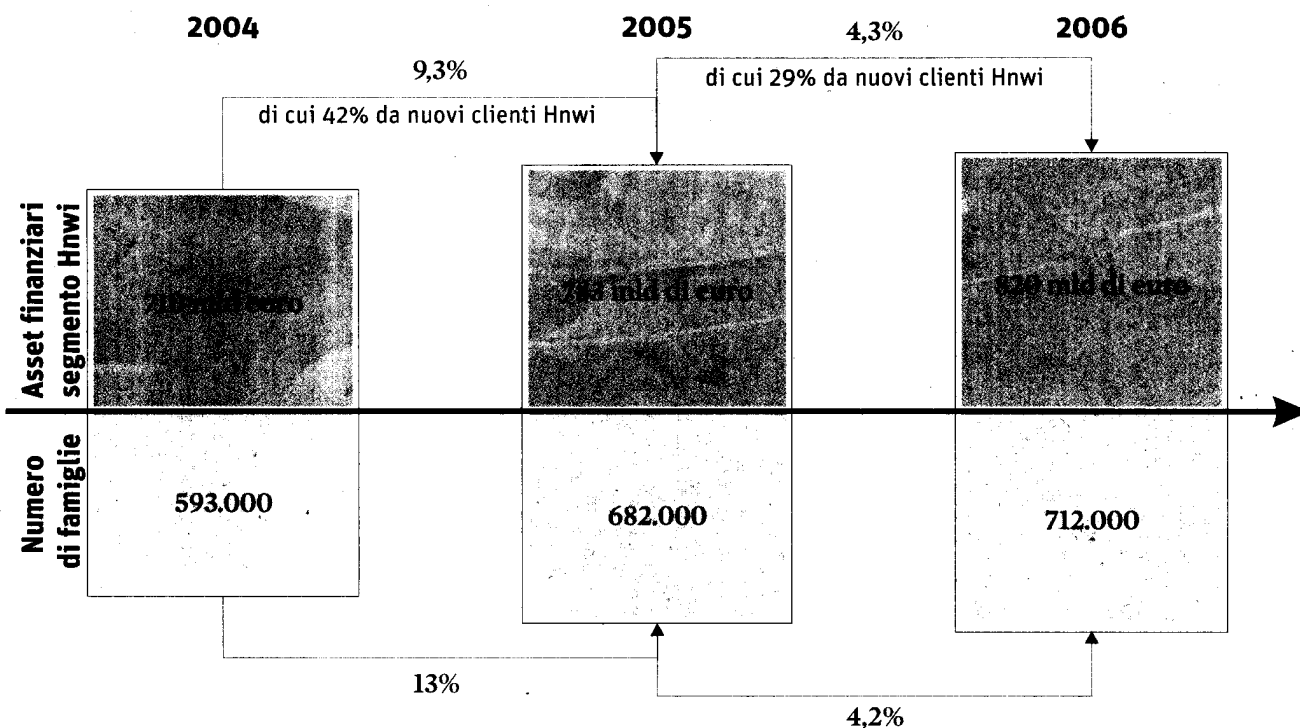 2004
2005
4,3%
2006
9,3%
di cui 29% da nuovi clienti Hnwi
di cui 42% da nuovi clienti Hnwi
Asset finanziari
segmento Hnwi
mld euro
mld di euro
820 mld di euro
Numero
di famiglie
593.000
682.000
712.000
13%
4,2%